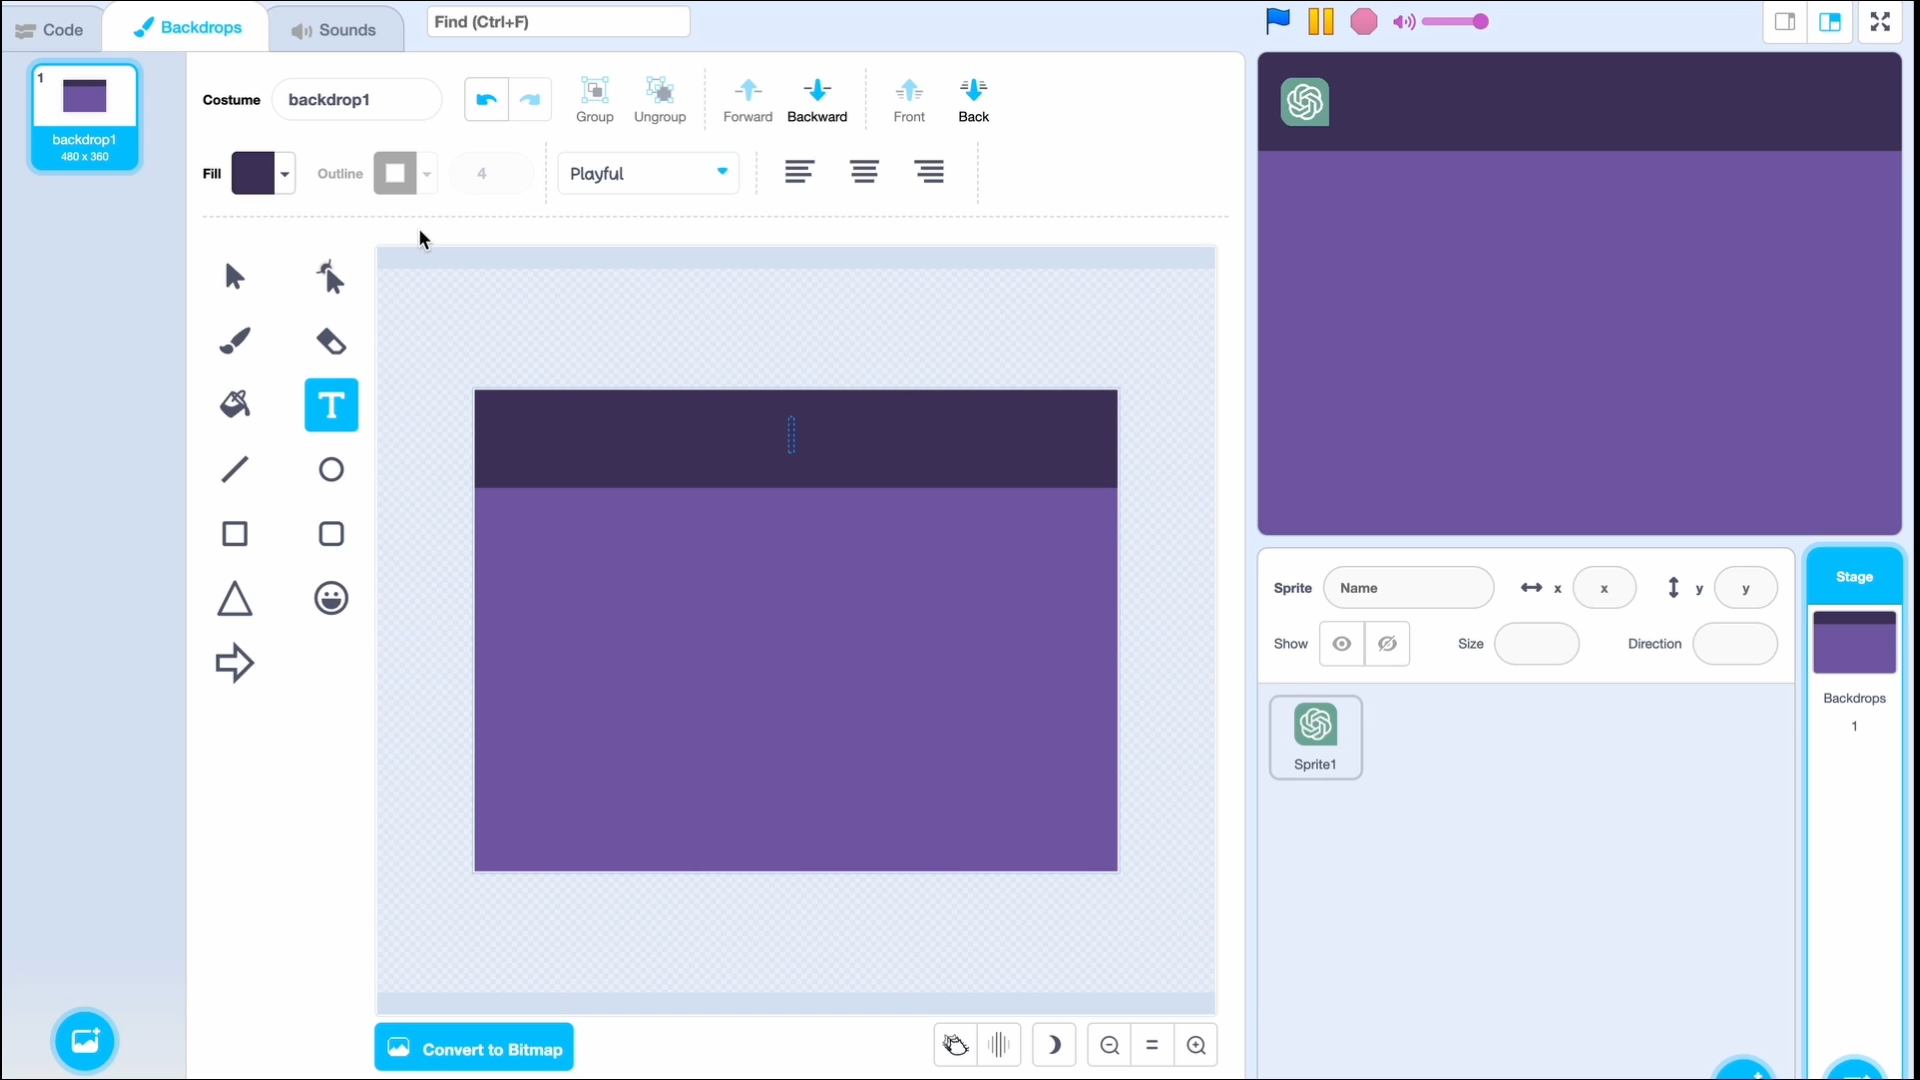 Code
Backdrops
Sounds
Find (Ctrl+F)
1
backdrop1
480 x 360
Costume
backdrop1
Group
Ungroup
Forward
Backward
Front
Back
Fill
Outline
4
Playful
T
Convert to Bitmap
=
Sprite
Name
x
x
y
y
Show
Size
Direction
Sprite1
Stage
Backdrops
1